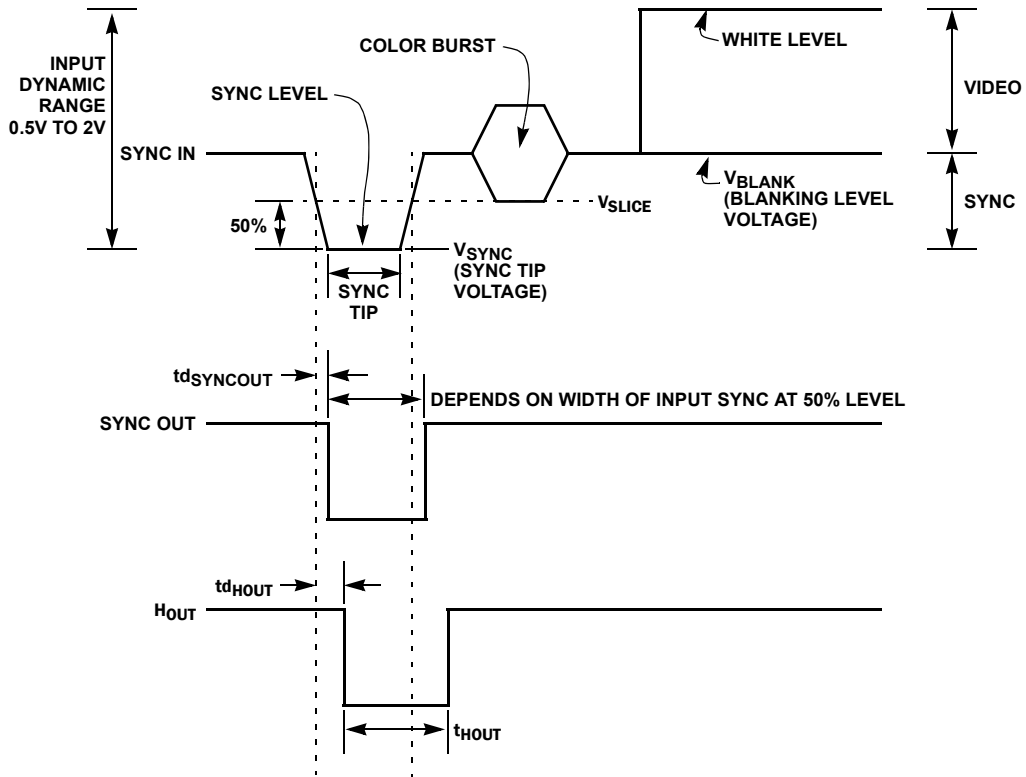 INPUT
DYNAMIC
RANGE
0.5V TO 2V
COLOR BURST
WHITE LEVEL
VIDEO
SYNC LEVEL
SYNC IN
VBLANK
(BLANKING LEVEL
VOLTAGE)
SYNC
VSLICE
50%
VSYNC
(SYNC TIP
VOLTAGE)
SYNC
TIP
tdSYNCOUT
DEPENDS ON WIDTH OF INPUT SYNC AT 50% LEVEL
SYNC OUT
tdHOUT
HOUT
tHOUT